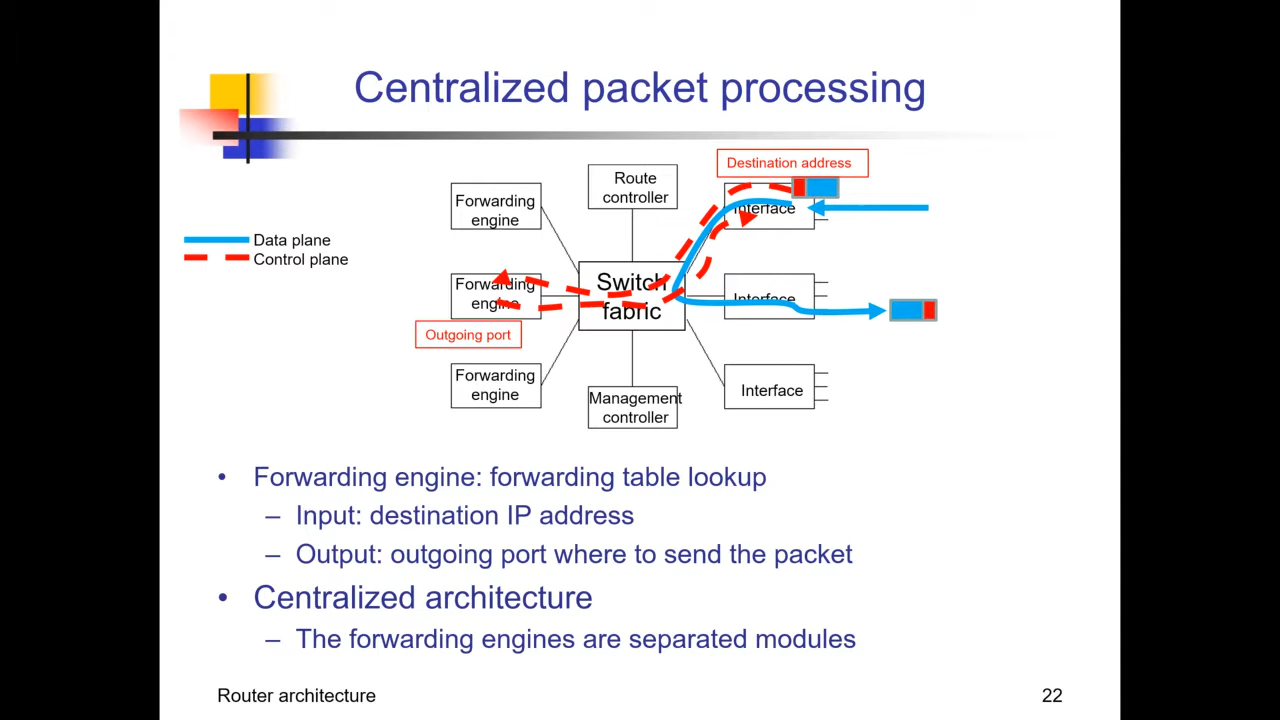 Centralized packet processing
Destination address
Route
controller
Forwarding
engine
Interface
Data plane
Control plane
Forwarding
engine
Switch
fabric
Interface
Outgoing port
Forwarding
engine
Management
controller
Interface
• Forwarding engine: forwarding table lookup
– Input: destination IP address
– Output: outgoing port where to send the packet
• Centralized architecture
– The forwarding engines are separated modules
Router architecture
22